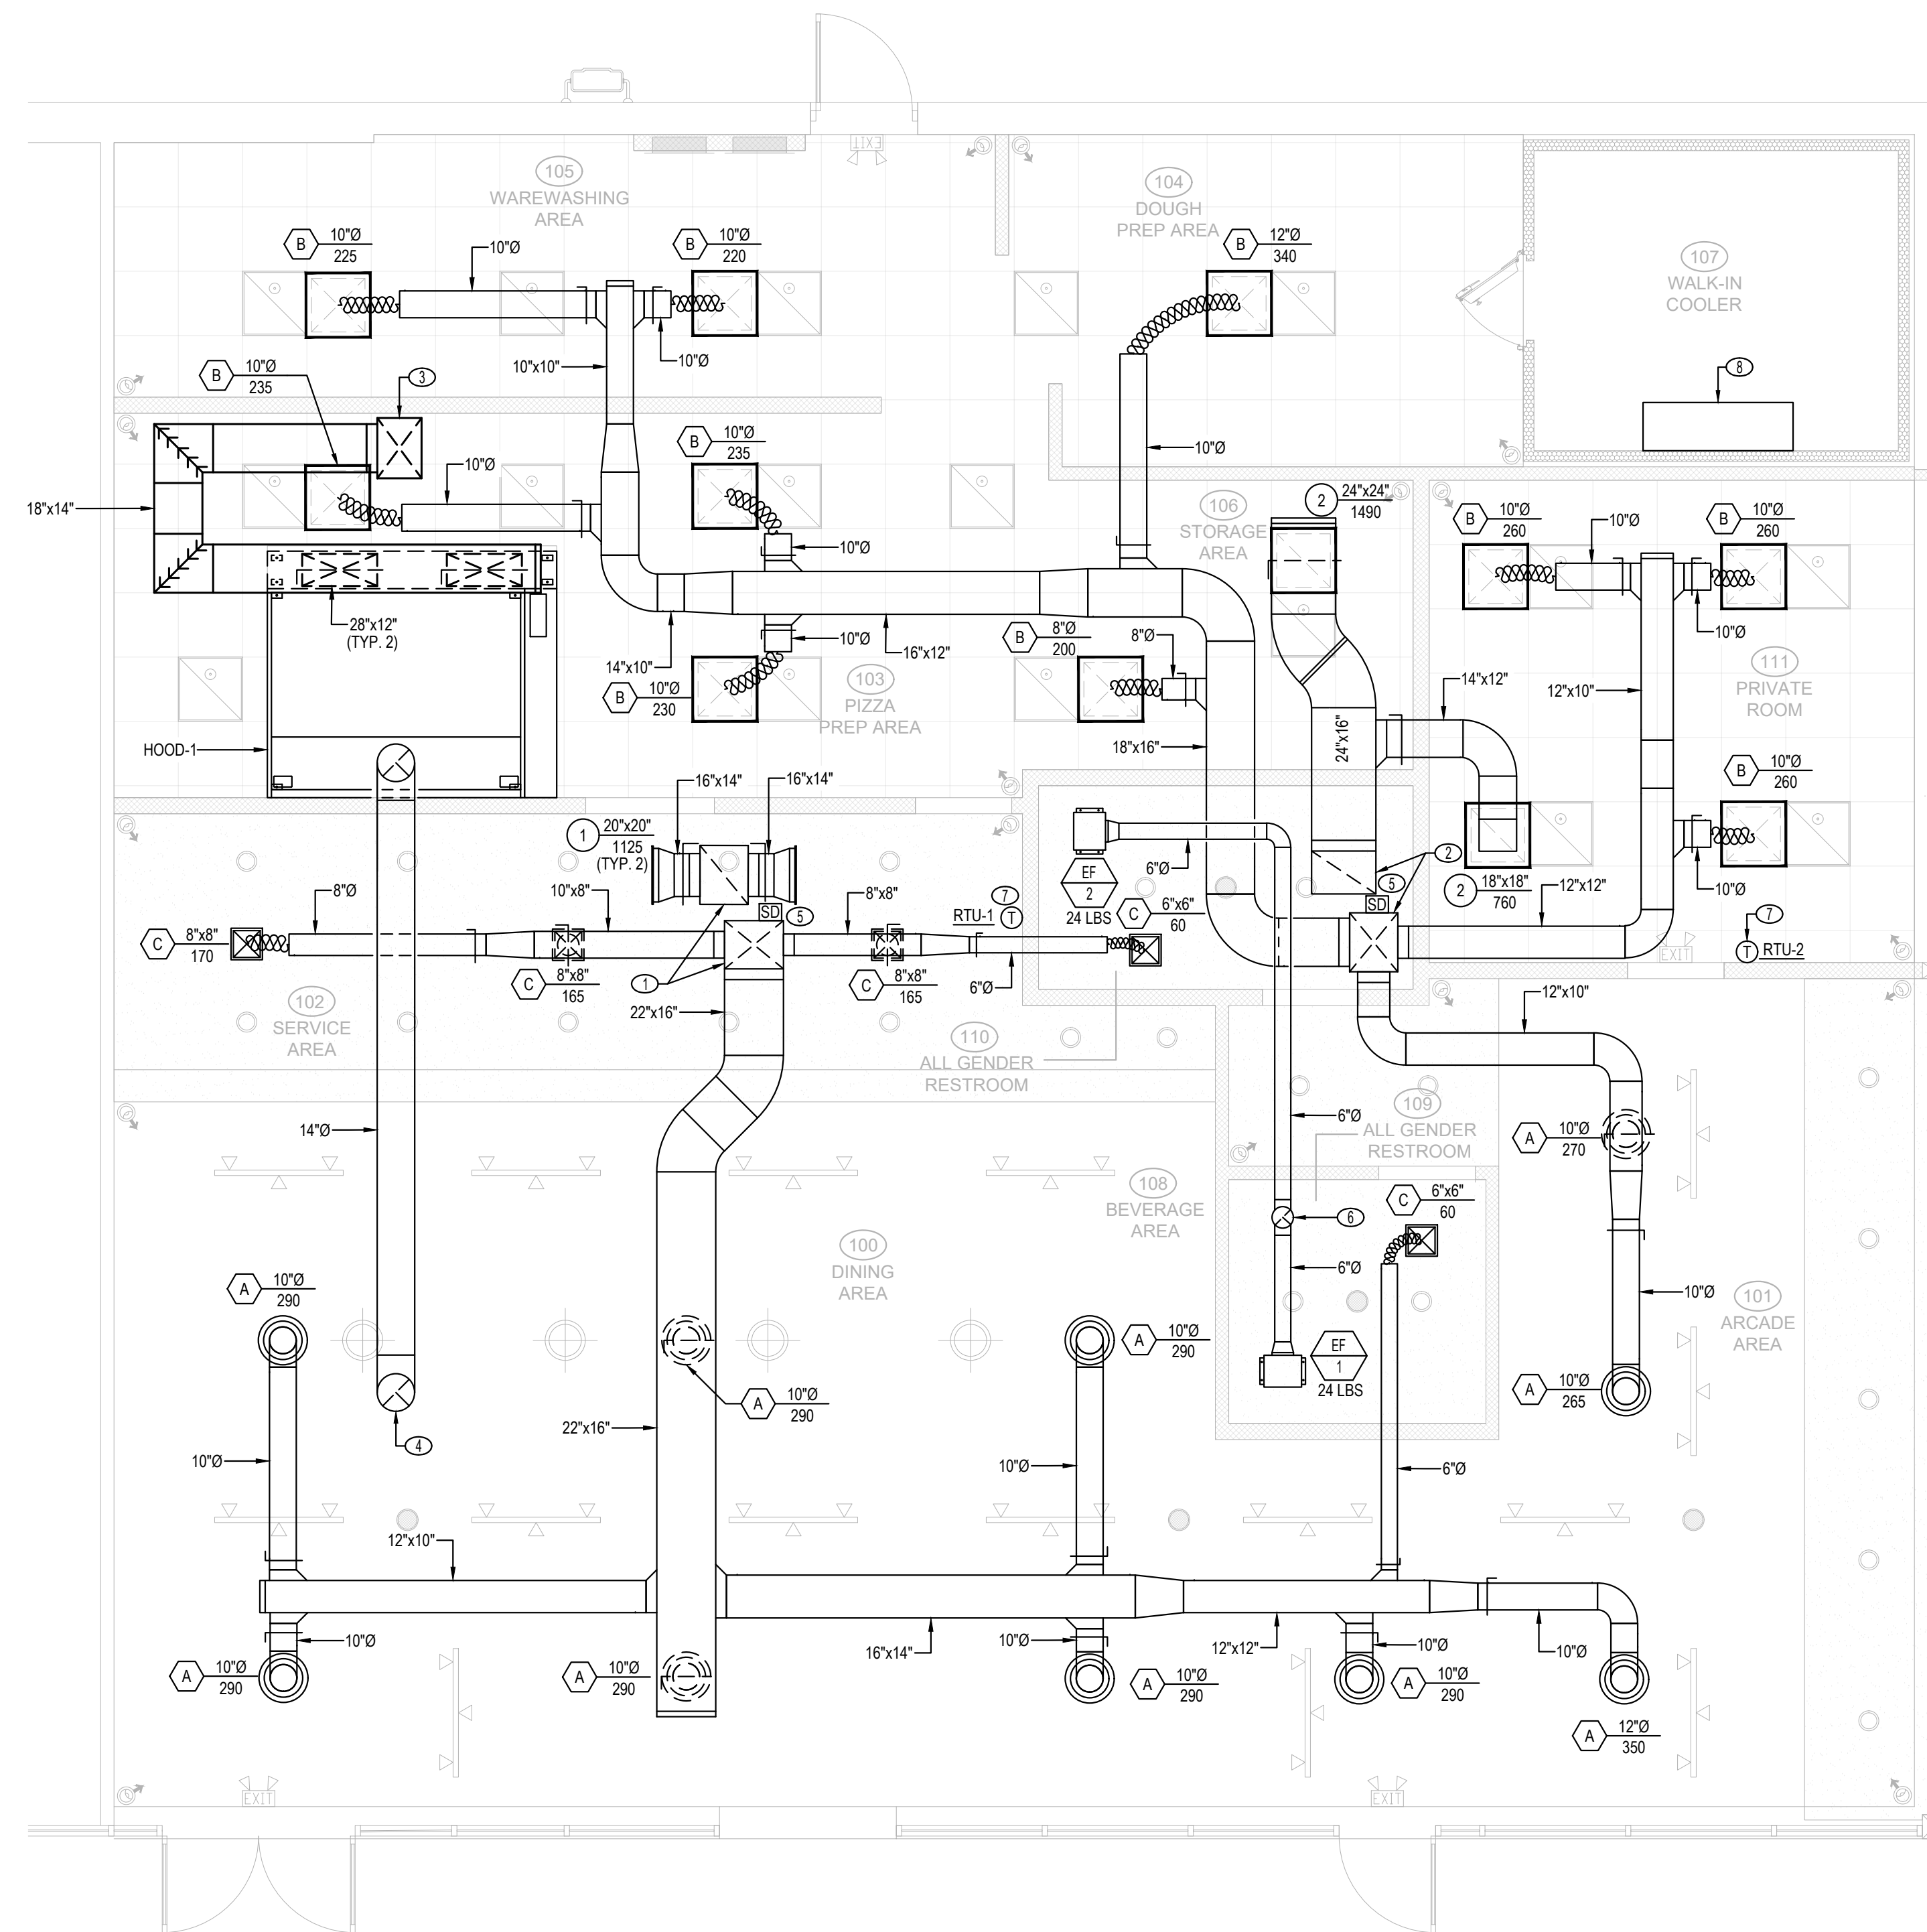 105
WAREWASHING
AREA
EXIT
104
DOUGH
PREP AREA
107
WALK-IN
COOLER
B 10"Ø
225
10"Ø
B 10"Ø
220
B 12"Ø
340
10"x10"
10"Ø
B 10"Ø
235
3
8
10"Ø
B 10"Ø
235
10"Ø
18"x14"
106
STORAGE
AREA
2 24"x24"
1490
B 10"Ø
260
10"Ø
B 10"Ø
260
10"Ø
28"x12"
(TYP. 2)
10"Ø
14"x10"
16"x12"
B 8"Ø
200
8"Ø
10"Ø
111
PRIVATE
ROOM
B 10"Ø
230
103
PIZZA
PREP AREA
14"x12"
12"x10"
24"x16"
HOOD-1
18"x16"
16"x14"
16"x14"
B 10"Ø
260
1 20"x20"
1125
(TYP. 2)
6"Ø
2
EF
2
24 LBS
5
2 18"x18"
760
12"x12"
10"Ø
8"Ø
10"x8"
SD
5
8"x8"
7
RTU-1
T
C 6"x6"
60
SD
7
T
RTU-2
C 8"x8"
170
C 8"x8"
165
1
C 8"x8"
165
6"Ø
EXIT
102
SERVICE
AREA
22"x16"
110
ALL GENDER
RESTROOM
12"x10"
14"Ø
6"Ø
109
ALL GENDER
RESTROOM
A 10"Ø
270
108
BEVERAGE
AREA
C 6"x6"
60
6
100
DINING
AREA
6"Ø
A 10"Ø
290
10"Ø
101
ARCADE
AREA
A 10"Ø
290
EF
1
24 LBS
A 10"Ø
265
A 10"Ø
290
22"x16"
4
10"Ø
10"Ø
6"Ø
12"x10"
10"Ø
16"x14"
10"Ø
12"x12"
10"Ø
10"Ø
A 10"Ø
290
A 10"Ø
290
A 10"Ø
290
A 10"Ø
290
A 12"Ø
350
EXIT
EXIT